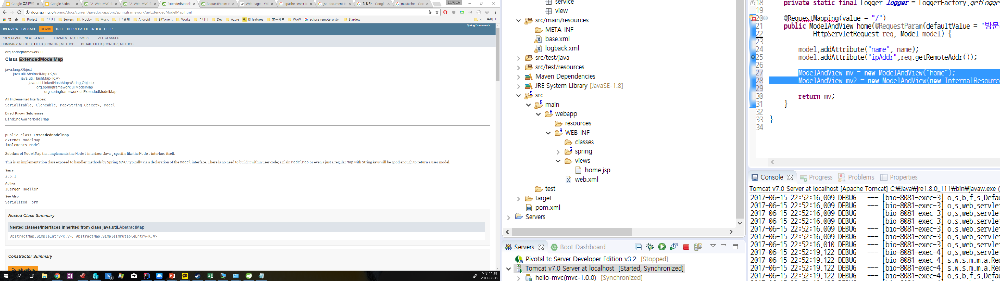 Google 프레젠테
Google Slides
22. Web MVC fr
22. Web MVC fr
ExtendedModelM
RequestParam (
Web page - Wi
apache server i
jsp document ic
김말자 - Google
mustache - Goo
Jin Hyun
docs.spring.io/spring/docs/current/javadoc-api/org/springframework/ui/ExtendedModelMap.html
앱
Project
스터디
Servers
Hobby
Music
마소관련
Android
BitTorrent
Works
스터디
Dev
Azure
JS features
발표자료
WoW
eclipse remote syster
Stardew
기타 북마크
OVERVIEW PACKAGE CLASS TREE DEPRECATED INDEX HELP
Spring Framework
PREV CLASS NEXT CLASS FRAMES NO FRAMES ALL CLASSES
SUMMARY: NESTED | FIELD | CONSTR | METHOD DETAIL: FIELD | CONSTR | METHOD
org.springframework.ui
Class ExtendedModelMap
java.lang.Object
java.util.AbstractMap<K,V>
java.util.HashMap<K,V>
java.util.LinkedHashMap<String,Object>
org.springframework.ui.ModelMap
org.springframework.ui.ExtendedModelMap
All Implemented Interfaces:
Serializable, Cloneable, Map<String,Object>, Model
Direct Known Subclasses:
BindingAwareModelMap
public class ExtendedModelMap
extends ModelMap
implements Model
Subclass of ModelMap that implements the Model interface. Java 5 specific like the Model interface itself.
This is an implementation class exposed to handler methods by Spring MVC, typically via a declaration of the Model interface. There is no need to build it within user code; a plain ModelMap or even a just a regular Map with String keys will be good enough to return a user model.
Since:
2.5.1
Author:
Juergen Hoeller
See Also:
Serialized Form
Nested Class Summary
Nested classes/interfaces inherited from class java.util.AbstractMap
AbstractMap.SimpleEntry<K,V>, AbstractMap.SimpleImmutableEntry<K,V>
Constructor Summary
Constructors
오후 11:18
2017-06-15
service
view
src/main/resources
META-INF
base.xml
logback.xml
src/test/java
src/test/resources
Maven Dependencies
JRE System Library [JavaSE-1.8]
src
main
webapp
resources
WEB-INF
classes
spring
views
home.jsp
web.xml
test
target
pom.xml
Servers
Servers Boot Dashboard
Pivotal tc Server Developer Edition v3.2 [Stopped]
Tomcat v7.0 Server at localhost [Started, Synchronized]
hello-mvc(mvc-1.0.0) [Synchronized]
18 private static final Logger logger = LoggerFactory.getLogge
19
20 @RequestMapping(value = "/")
21 public ModelAndView home(@RequestParam(defaultValue = "방문
22 HttpServletRequest req, Model model) {
23
24 model.addAttribute("name", name);
25 model.addAttribute("ipAddr",req.getRemoteAddr());
26
27 ModelAndView mv = new ModelAndView("home");
28 ModelAndView mv2 = new ModelAndView(new InternalResourc
29
30 return mv;
31 }
32
33 }
34
Console Progress Problems Properties
Tomcat v7.0 Server at localhost [Apache Tomcat] C:₩Java₩jre1.8.0_111₩bin₩javaw.exe (
2017-06-15 22:52:16.009 DEBUG --- [bio-8081-exec-3] o.s.b.f.s.Defau
2017-06-15 22:52:16.009 DEBUG --- [bio-8081-exec-3] o.s.web.servlet
2017-06-15 22:52:16.009 DEBUG --- [bio-8081-exec-3] o.s.web.servlet
2017-06-15 22:52:16.009 DEBUG --- [bio-8081-exec-3] o.s.web.servlet
2017-06-15 22:52:16.009 DEBUG --- [bio-8081-exec-3] o.s.web.servlet
2017-06-15 22:52:16.009 DEBUG --- [bio-8081-exec-3] o.s.web.servlet
2017-06-15 22:52:16.010 DEBUG --- [bio-8081-exec-3] o.s.web.servlet
2017-06-15 22:52:19.122 DEBUG --- [bio-8081-exec-4] o.s.web.servlet
2017-06-15 22:52:19.122 DEBUG --- [bio-8081-exec-4] s.w.s.m.m.a.Rec
2017-06-15 22:52:19.122 DEBUG --- [bio-8081-exec-4] s.w.s.m.m.a.Rec
2017-06-15 22:52:19.122 DEBUG --- [bio-8081-exec-4] o.s.b.f.s.Defau